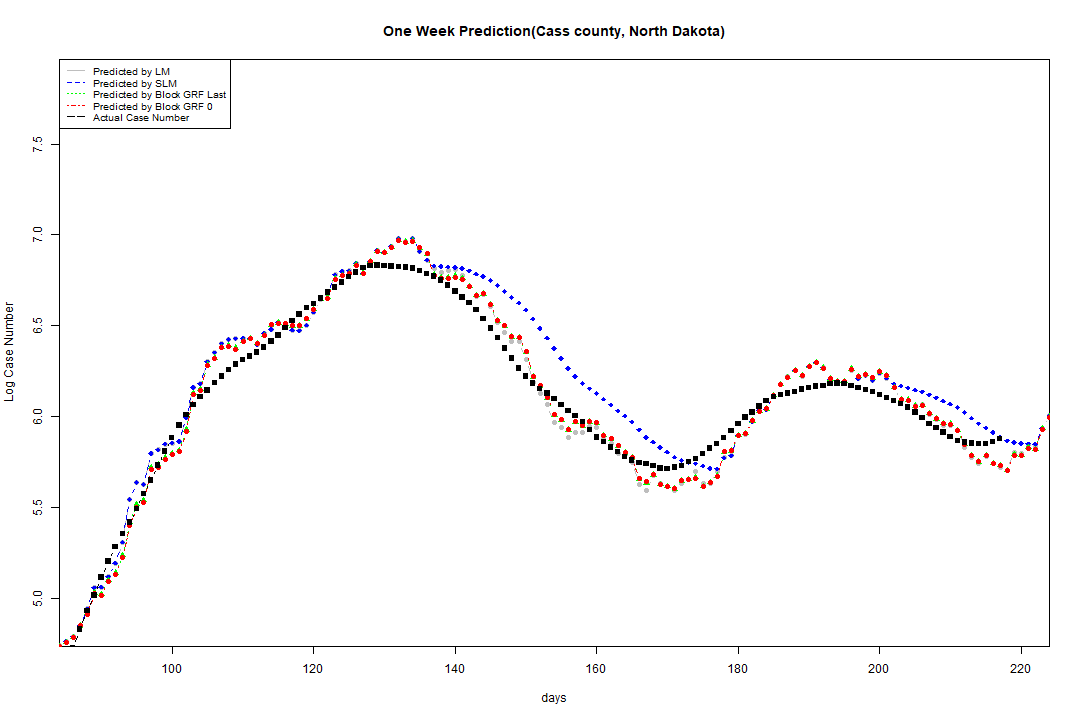 One Week Prediction(Cass county, North Dakota)
Predicted by LM
Predicted by SLM
Predicted by Block GRF Last
Predicted by Block GRF 0
Actual Case Number
7.5
7.0
6.5
6.0
5.5
5.0
Log Case Number
100 120 140 160 180 200 220
days